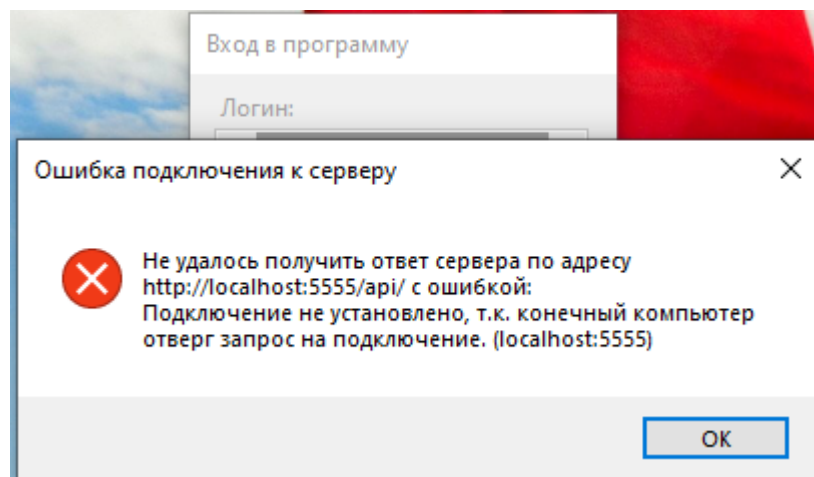 Вход в программу
Логин:
Ошибка подключения к серверу
Не удалось получить ответ сервера по адресу
http://localhost:5555/api/ с ошибкой:
Подключение не установлено, т.к. конечный компьютер
отверг запрос на подключение. (localhost:5555)
ОК